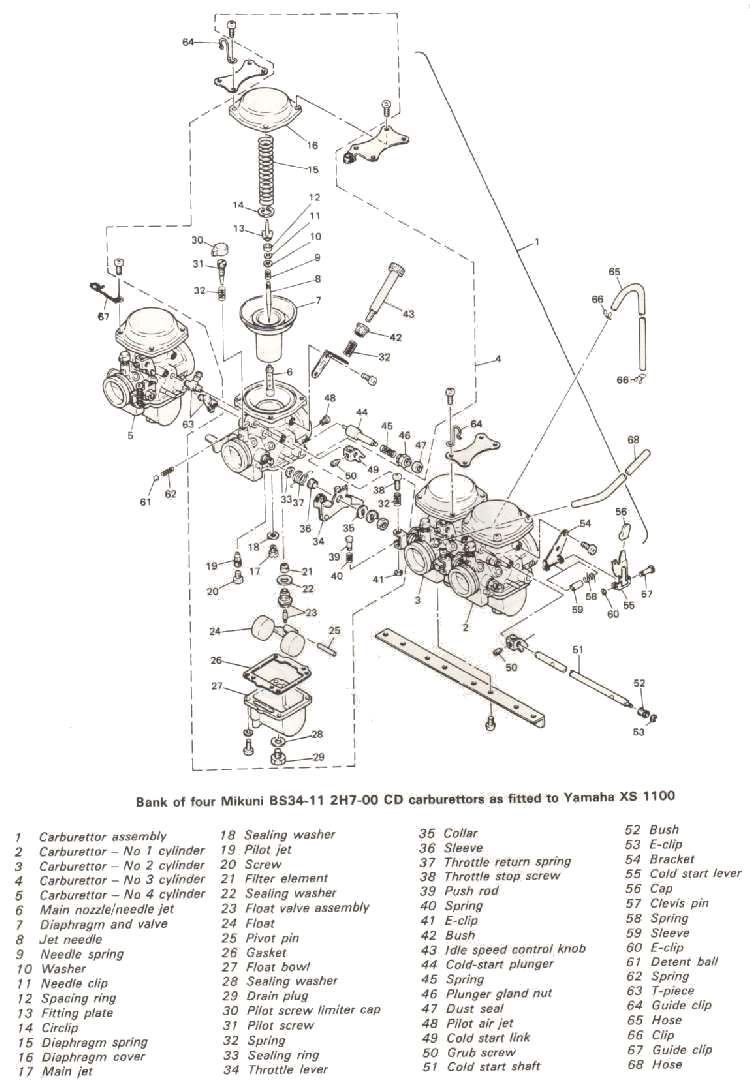 64
16
15
14
13
12
11
10
9
8
7
30
31
32
67
5
63
6
43
42
32
4
1
65
66
66
68
48
44
45
46
47
64
61
62
33
37
36
34
50
49
38
32
35
39
40
41
3
2
19
20
18
17
21
22
23
24
25
26
27
28
29
54
56
55
57
58
59
60
50
51
52
53
Bank of four Mikuni BS34-11 2H7-00 CD carburettors as fitted to Yamaha XS 1100
1 Carburettor assembly
2 Carburettor – No 1 cylinder
3 Carburettor – No 2 cylinder
4 Carburettor – No 3 cylinder
5 Carburettor – No 4 cylinder
6 Main nozzle/needle jet
7 Diaphragm and valve
8 Jet needle
9 Needle spring
10 Washer
11 Needle clip
12 Spacing ring
13 Fitting plate
14 Circlip
15 Diaphragm spring
16 Diaphragm cover
17 Main jet
18 Sealing washer
19 Pilot jet
20 Screw
21 Filter element
22 Sealing washer
23 Float valve assembly
24 Float
25 Pivot pin
26 Gasket
27 Float bowl
28 Sealing washer
29 Drain plug
30 Pilot screw limiter cap
31 Pilot screw
32 Spring
33 Sealing ring
34 Throttle lever
35 Collar
36 Sleeve
37 Throttle return spring
38 Throttle stop screw
39 Push rod
40 Spring
41 E-clip
42 Bush
43 Idle speed control knob
44 Cold-start plunger
45 Spring
46 Plunger gland nut
47 Dust seal
48 Pilot air jet
49 Cold start link
50 Grub screw
51 Cold start shaft
52 Bush
53 E-clip
54 Bracket
55 Cold start lever
56 Cap
57 Clevis pin
58 Spring
59 Sleeve
60 E-clip
61 Detent ball
62 Spring
63 T-piece
64 Guide clip
65 Hose
66 Clip
67 Guide clip
68 Hose